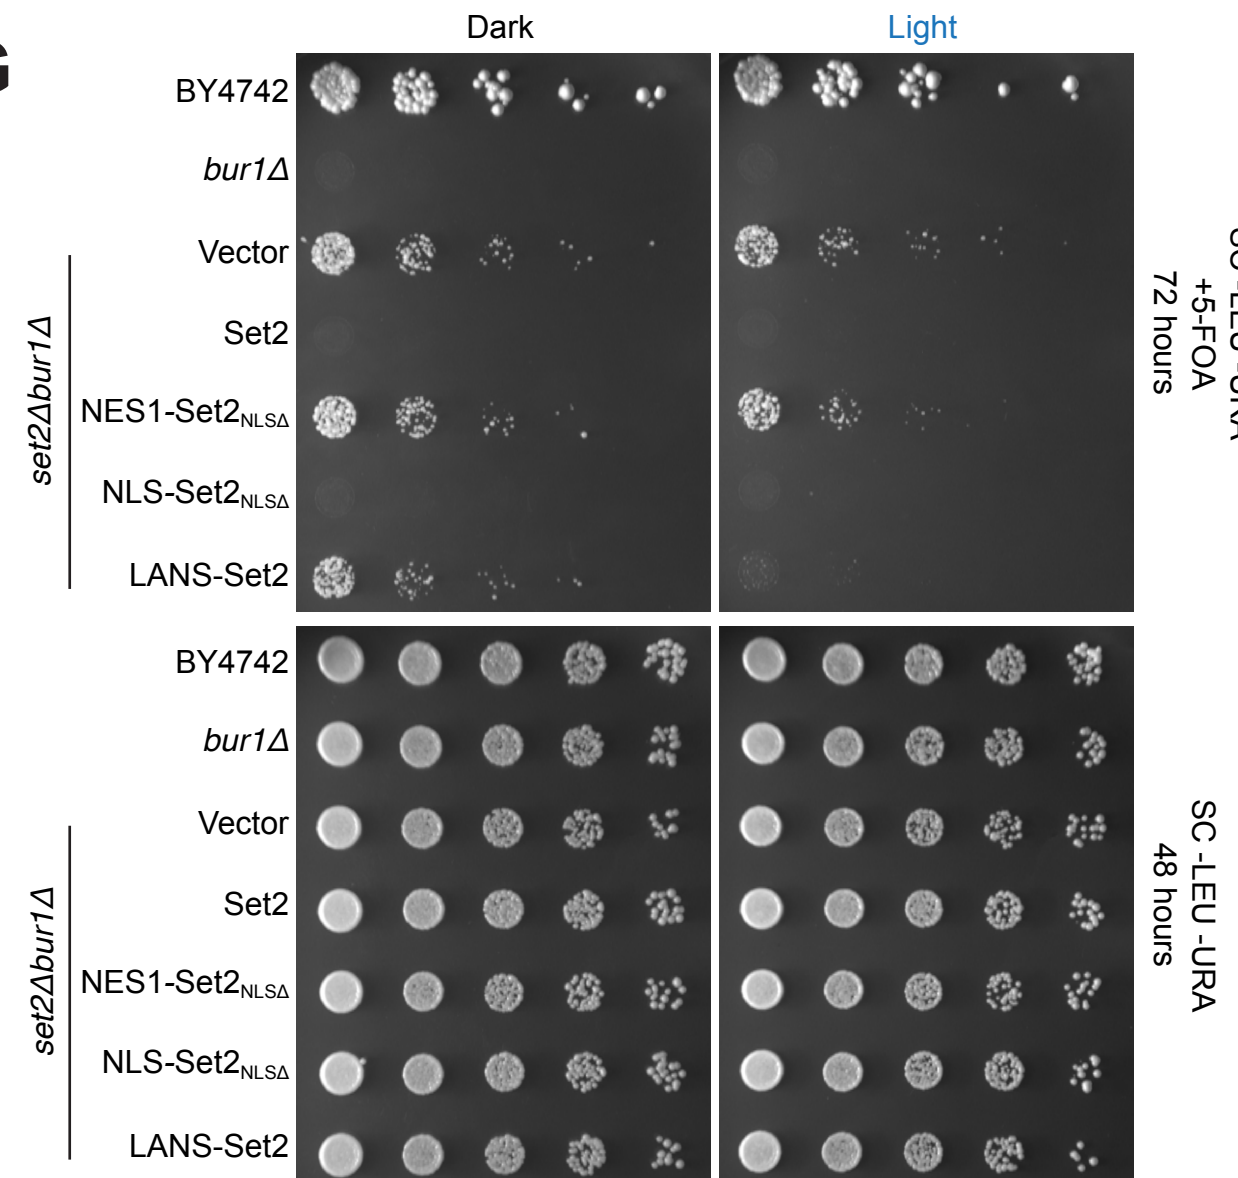 Dark
Light
BY4742
bur1Δ
Vector
Set2
NES1-Set2NLSΔ
NLS-Set2NLSΔ
LANS-Set2
set2Δbur1Δ
+5-FOA
72 hours
BY4742
bur1Δ
Vector
Set2
NES1-Set2NLSΔ
NLS-Set2NLSΔ
LANS-Set2
set2Δbur1Δ
SC -LEU -URA
48 hours